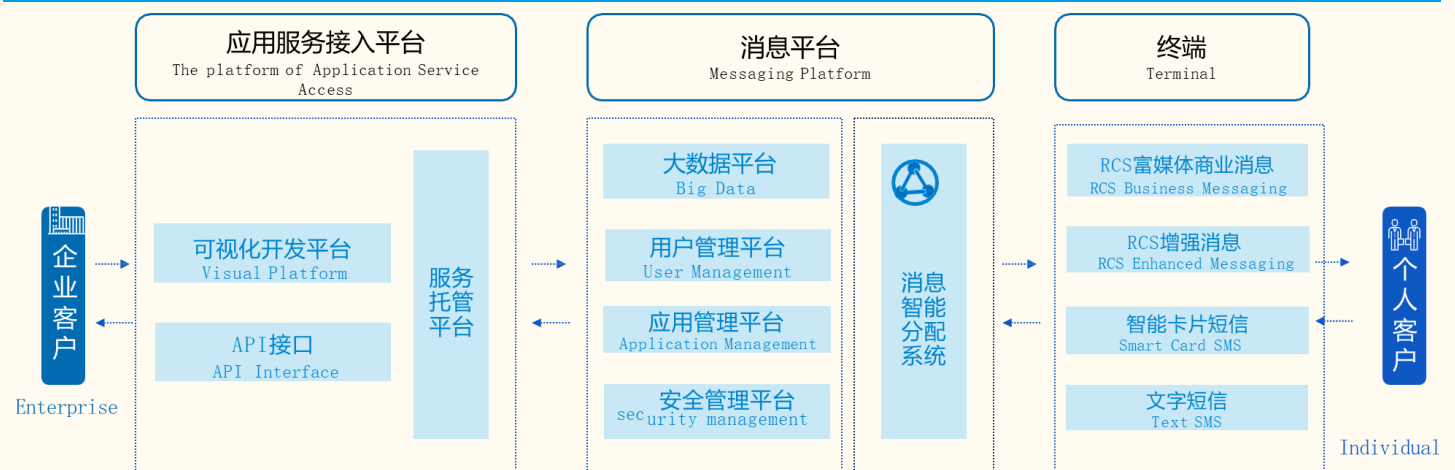 应用服务接入平台
The platform of Application Service
Access
消息平台
Messaging Platform
终端
Terminal
企业客户
Enterprise
可视化开发平台
Visual Platform
API接口
API Interface
服务
托管
平台
大数据平台
Big Data
用户管理平台
User Management
应用管理平台
Application Management
安全管理平台
security management
消息
智能
分配
系统
RCS富媒体商业消息
RCS Business Messaging
RCS增强消息
RCS Enhanced Messaging
智能卡片短信
Smart Card SMS
文字短信
Text SMS
个人客户
Individual